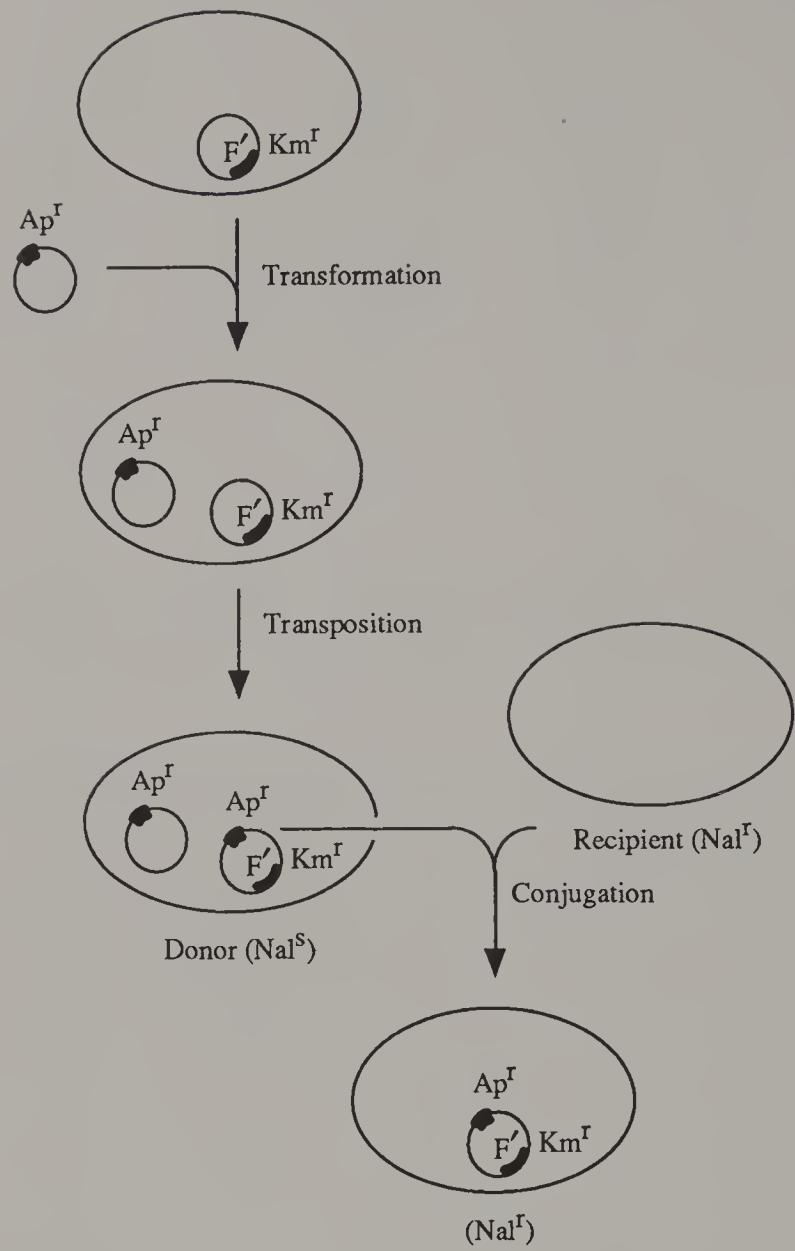 F′ Kmʳ
Apʳ
Transformation
Apʳ
F′ Kmʳ
Transposition
Apʳ
Apʳ
F′ Kmʳ
Recipient (Nalʳ)
Conjugation
Donor (Nalˢ)
Apʳ
F′ Kmʳ
(Nalʳ)